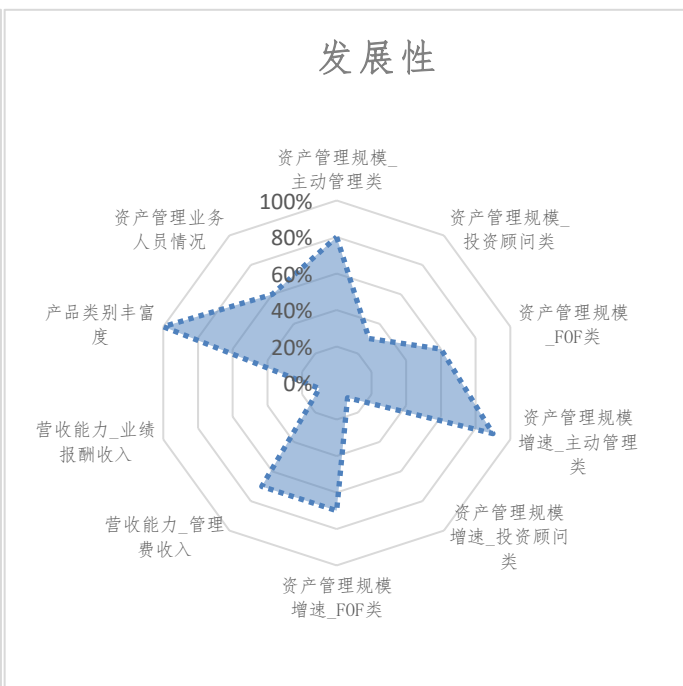 发展性
资产管理规模_
主动管理类
资产管理规模_
投资顾问类
资产管理规模
_FOF类
资产管理规模
增速_主动管理
类
资产管理规模
增速_投资顾问
类
资产管理规模
增速_FOF类
营收能力_管理
费收入
营收能力_业绩
报酬收入
产品类别丰富
度
资产管理业务
人员情况
100%
80%
60%
40%
20%
0%